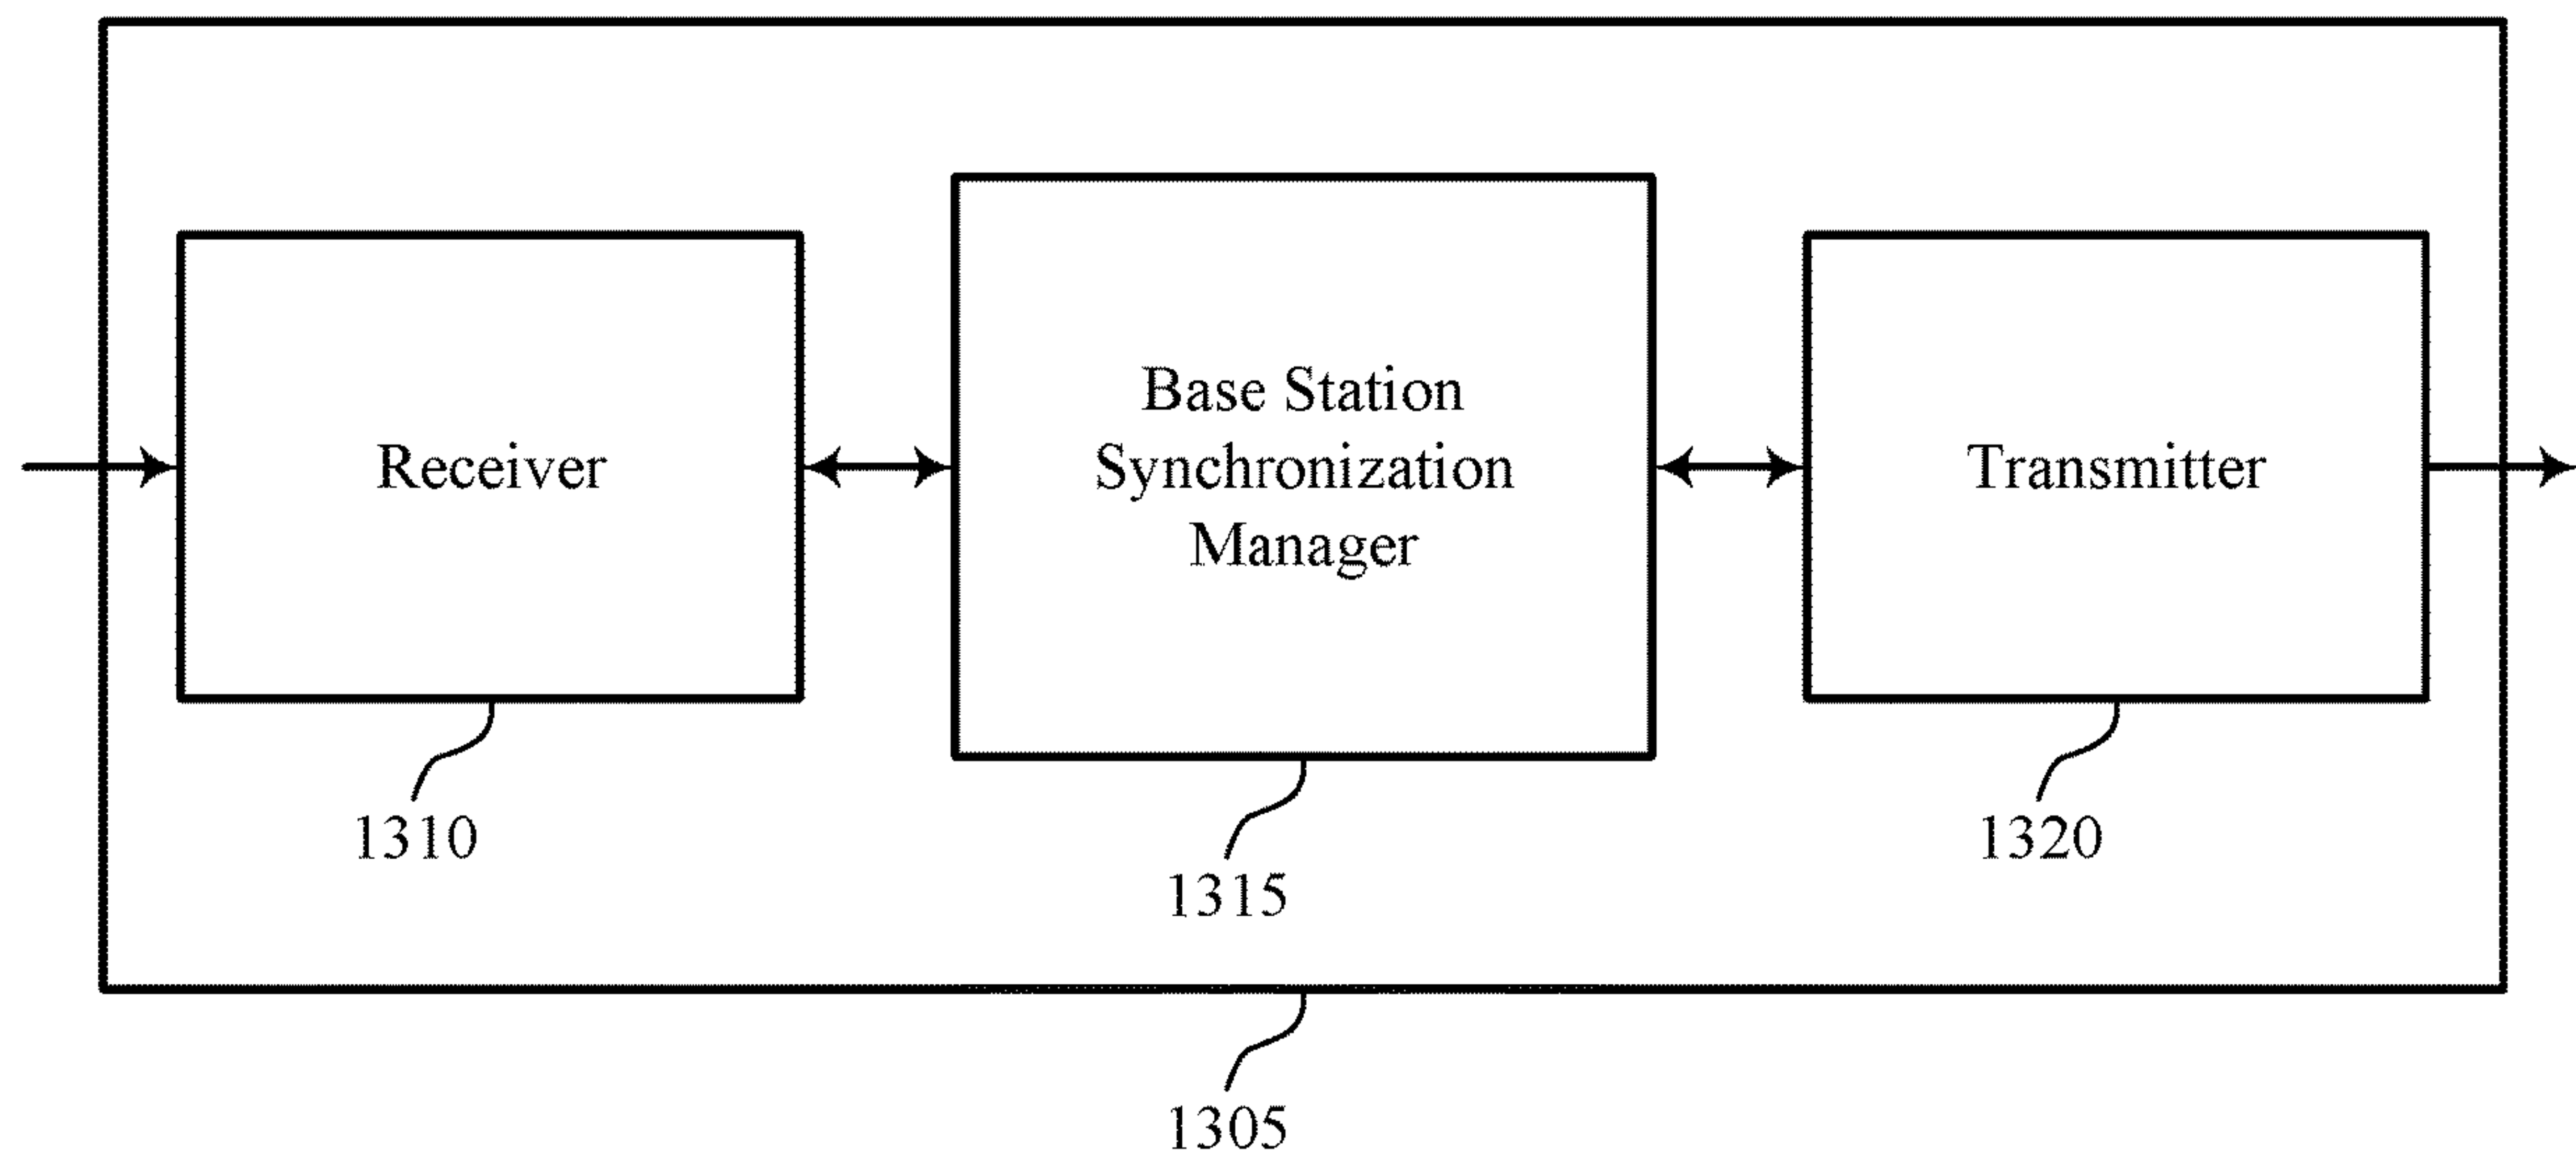 Receiver
Base Station
Synchronization
Manager
Transmitter
1310
1315
1320
1305